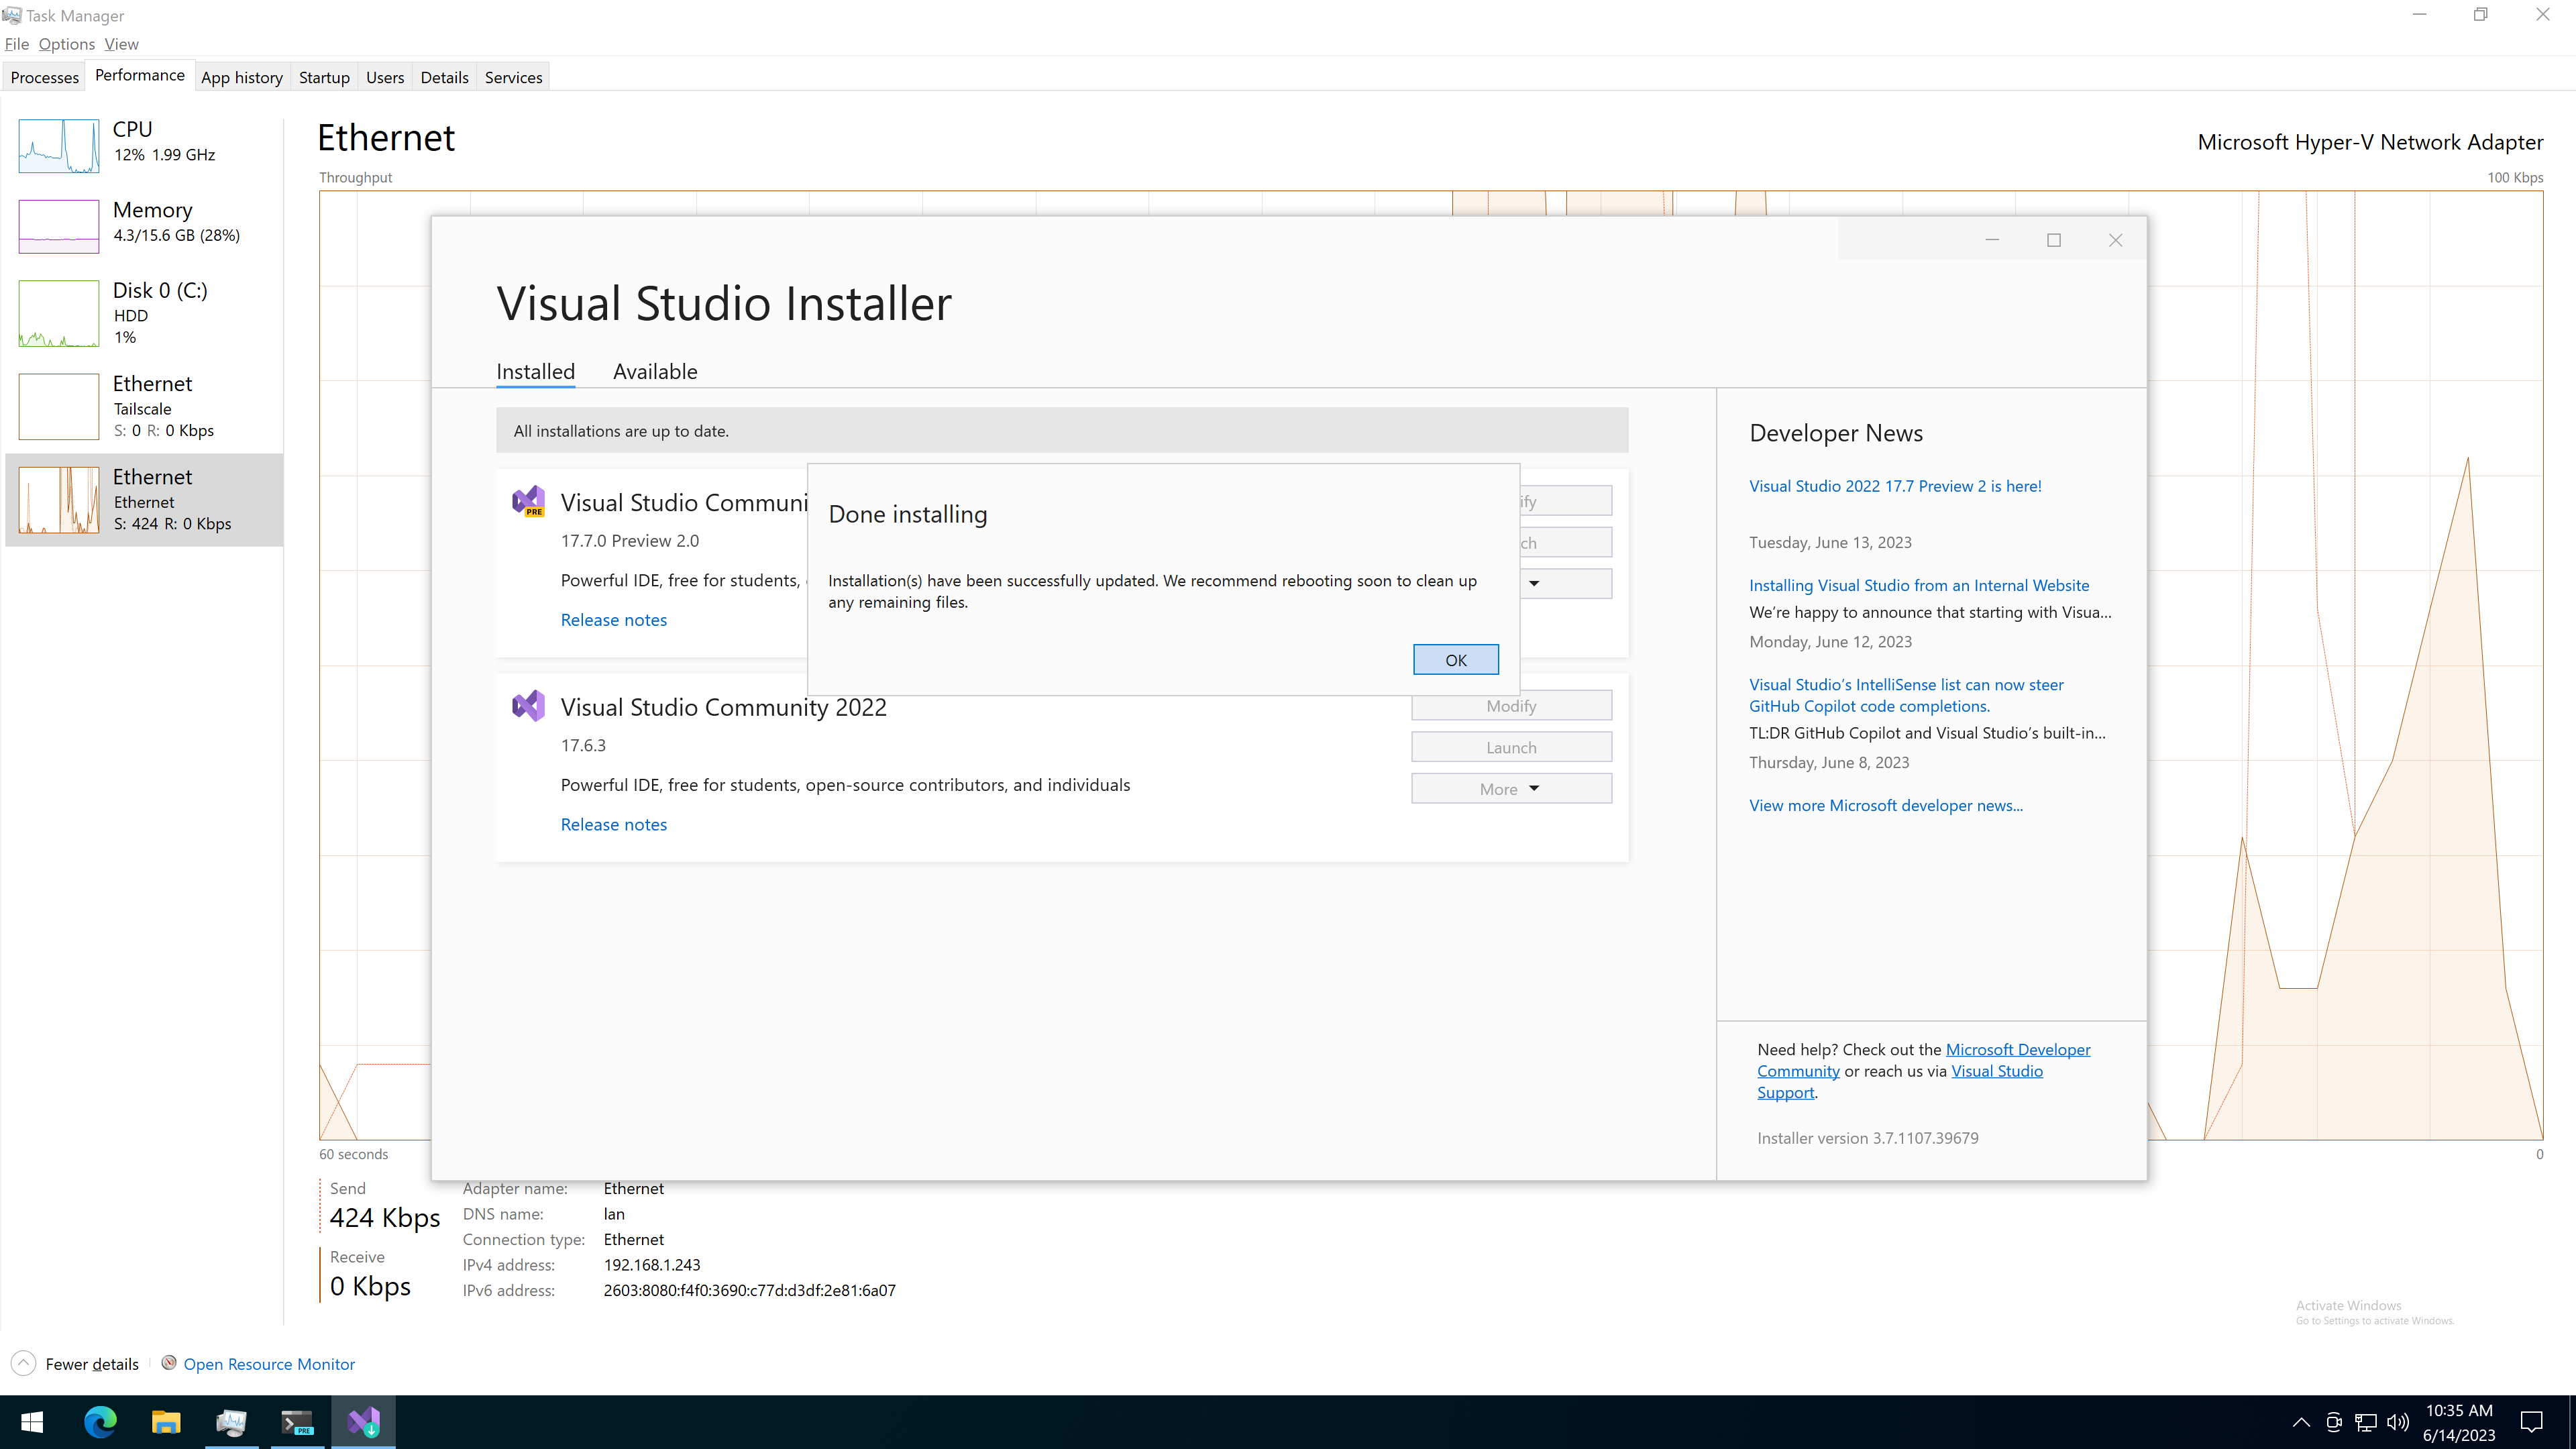 Task Manager
File Options View
Processes Performance App history Startup Users Details Services
CPU
12% 1.99 GHz
Memory
4.3/15.6 GB (28%)
Disk 0 (C:)
HDD
1%
Ethernet
Tailscale
S: 0 R: 0 Kbps
Ethernet
Ethernet
S: 424 R: 0 Kbps
Ethernet
Microsoft Hyper-V Network Adapter
Throughput
100 Kbps
Visual Studio Installer
Installed Available
All installations are up to date.
Visual Studio Communi
17.7.0 Preview 2.0
Powerful IDE, free for students,
Release notes
PRE
ify
ch
Done installing
Installation(s) have been successfully updated. We recommend rebooting soon to clean up
any remaining files.
OK
Visual Studio Community 2022
17.6.3
Powerful IDE, free for students, open-source contributors, and individuals
Release notes
Modify
Launch
More
Developer News
Visual Studio 2022 17.7 Preview 2 is here!
Tuesday, June 13, 2023
Installing Visual Studio from an Internal Website
We're happy to announce that starting with Visua...
Monday, June 12, 2023
Visual Studio's IntelliSense list can now steer
GitHub Copilot code completions.
TL:DR GitHub Copilot and Visual Studio's built-in...
Thursday, June 8, 2023
View more Microsoft developer news...
Need help? Check out the Microsoft Developer
Community or reach us via Visual Studio
Support.
Installer version 3.7.1107.39679
60 seconds
0
Send
424 Kbps
Receive
0 Kbps
Adapter name: Ethernet
DNS name: lan
Connection type: Ethernet
IPv4 address: 192.168.1.243
IPv6 address: 2603:8080:f4f0:3690:c77d:d3df:2e81:6a07
Activate Windows
Go to Settings to activate Windows.
Fewer details
Open Resource Monitor
PRE
10:35 AM
6/14/2023